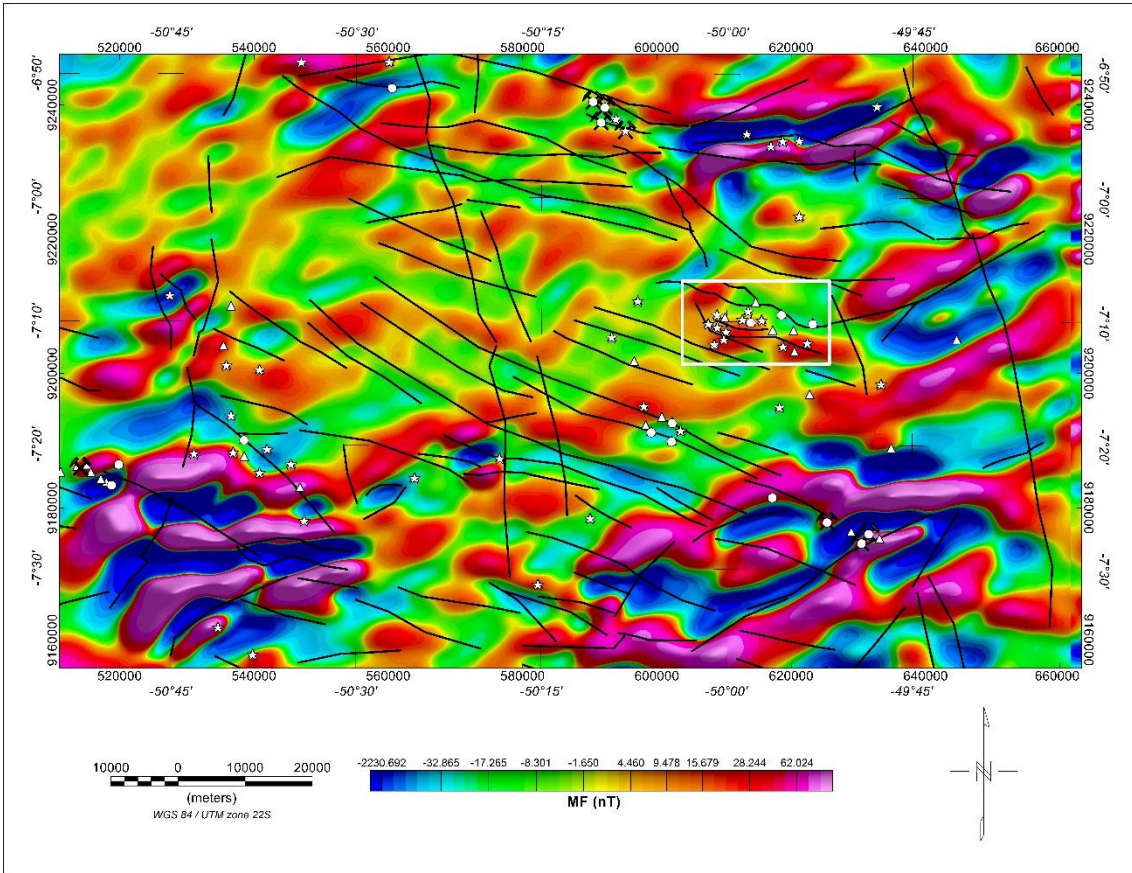 -50°45' -50°30' -50°15' -50°00' -49°45'
520000 540000 560000 580000 600000 620000 640000 660000
-6°50' -6°50'
9240000 9240000
-7°00' -7°00'
9220000 9220000
-7°10' -7°10'
9200000 9200000
-7°20' -7°20'
9180000 9180000
-7°30' -7°30'
9160000 9160000
520000 540000 560000 580000 600000 620000 640000 660000
-50°45' -50°30' -50°15' -50°00' -49°45'
10000 0 10000 20000
(meters)
WGS 84 / UTM zone 22S
-2230.692 -32.865 -17.265 -8.301 -1.650 4.460 9.478 15.679 28.244 62.024
MF (nT)
N